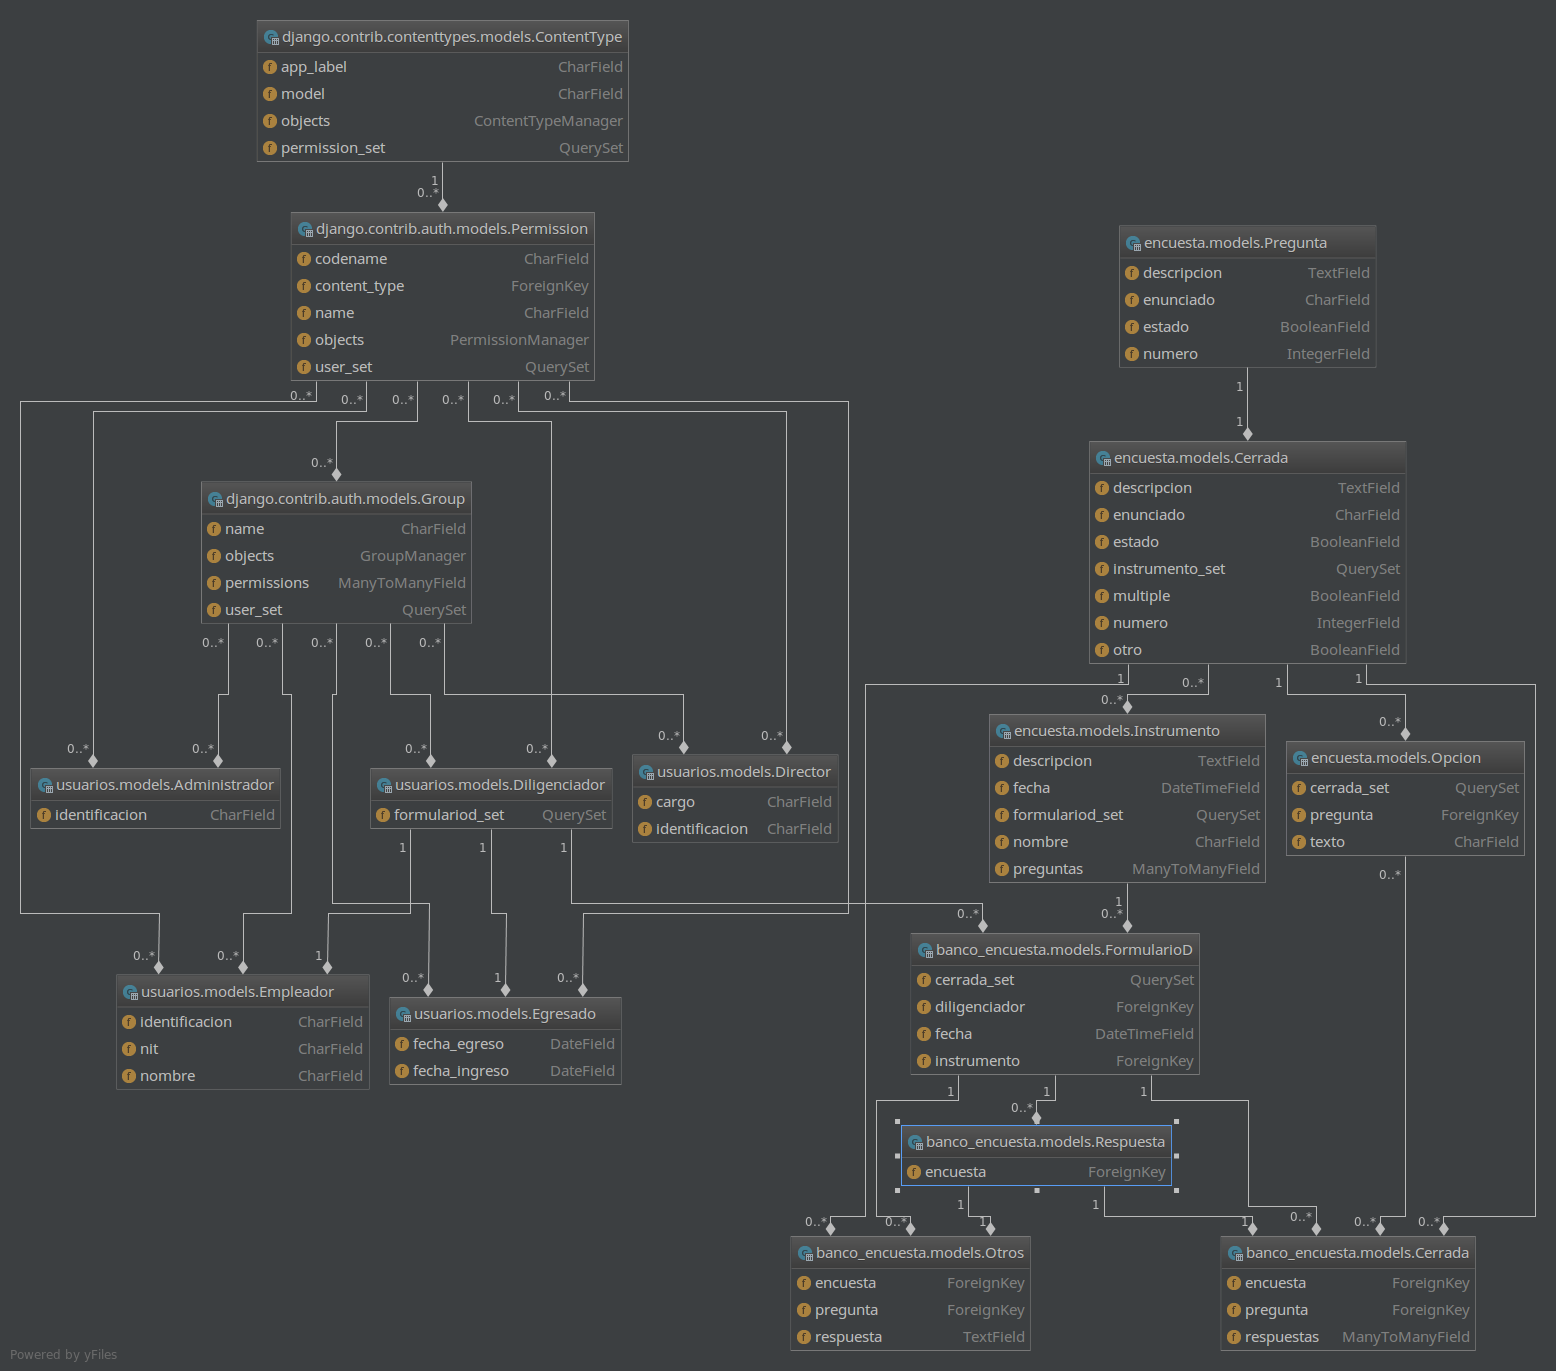 django.contrib.contenttypes.models.ContentType
app_label CharField
model CharField
objects ContentTypeManager
permission_set QuerySet
1
0..*
django.contrib.auth.models.Permission
codename CharField
content_type ForeignKey
name CharField
objects PermissionManager
user_set QuerySet
0..* 0..* 0..* 0..* 0..* 0..*
0..*
django.contrib.auth.models.Group
name CharField
objects GroupManager
permissions ManyToManyField
user_set QuerySet
0..* 0..* 0..* 0..* 0..*
0..* 0..* 0..* 0..* 0..* 0..*
usuarios.models.Administrador
identificacion CharField
usuarios.models.Diligenciador
formulariod_set QuerySet
usuarios.models.Director
cargo CharField
identificacion CharField
1 1 1
0..* 0..* 1
0..* 1 0..*
usuarios.models.Empleador
identificacion CharField
nit CharField
nombre CharField
usuarios.models.Egresado
fecha_egreso DateField
fecha_ingreso DateField
encuesta.models.Pregunta
descripcion TextField
enunciado CharField
estado BooleanField
numero IntegerField
1
1
encuesta.models.Cerrada
descripcion TextField
enunciado CharField
estado BooleanField
instrumento_set QuerySet
multiple BooleanField
numero IntegerField
otro BooleanField
1 0..* 1 1
0..* 0..*
encuesta.models.Instrumento
descripcion TextField
fecha DateTimeField
formulariod_set QuerySet
nombre CharField
preguntas ManyToManyField
encuesta.models.Opcion
cerrada_set QuerySet
pregunta ForeignKey
texto CharField
0..*
1
0..* 0..*
banco_encuesta.models.FormularioD
cerrada_set QuerySet
diligenciador ForeignKey
fecha DateTimeField
instrumento ForeignKey
1 1 1
0..*
banco_encuesta.models.Respuesta
encuesta ForeignKey
1 1
0..* 0..* 1 1 0..* 0..* 0..*
banco_encuesta.models.Otros
encuesta ForeignKey
pregunta ForeignKey
respuesta TextField
banco_encuesta.models.Cerrada
encuesta ForeignKey
pregunta ForeignKey
respuestas ManyToManyField
Powered by yFiles